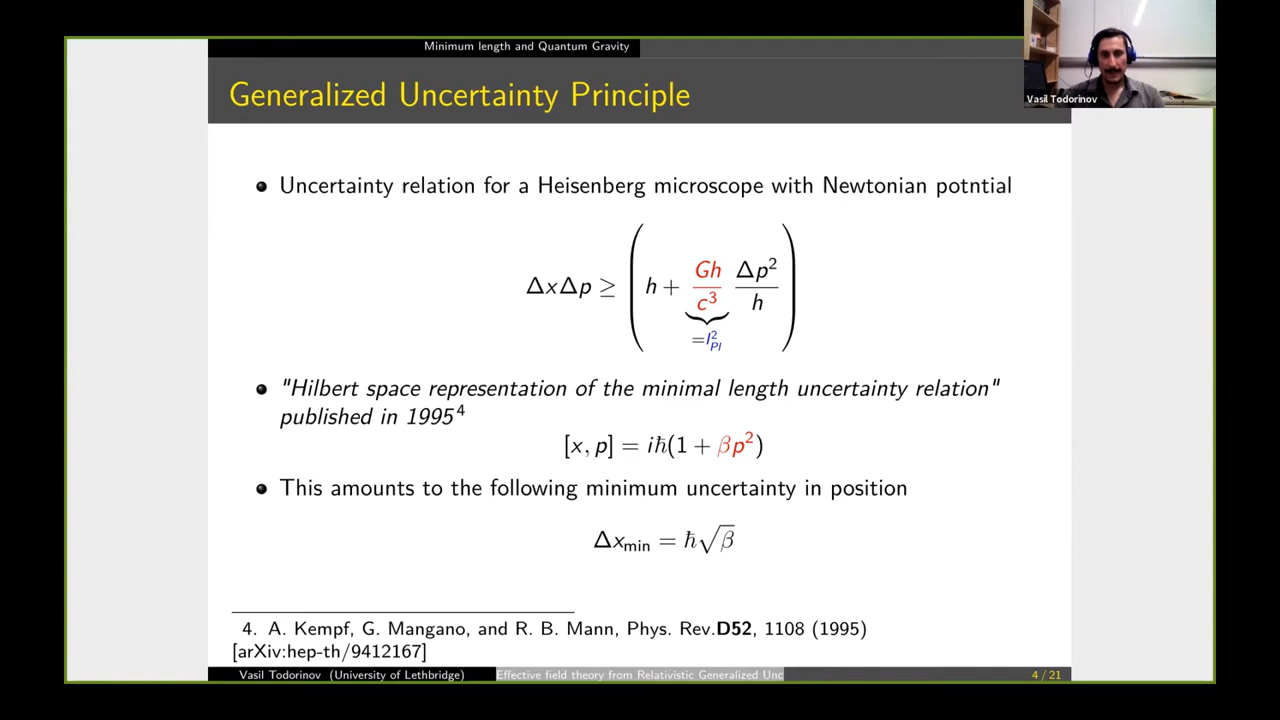 Minimum length and Quantum Gravity
Generalized Uncertainty Principle
Vasil Todorinov
Uncertainty relation for a Heisenberg microscope with Newtonian potntial
ΔxΔp ≥ (h + Gh/c³ Δp²/h)
=l²_Pl
"Hilbert space representation of the minimal length uncertainty relation"
published in 1995⁴
[x, p] = iħ(1 + βp²)
This amounts to the following minimum uncertainty in position
Δx_min = ħ√β
4. A. Kempf, G. Mangano, and R. B. Mann, Phys. Rev.D52, 1108 (1995)
[arXiv:hep-th/9412167]
Vasil Todorinov (University of Lethbridge) Effective field theory from Relativistic Generalized Unc 4 / 21